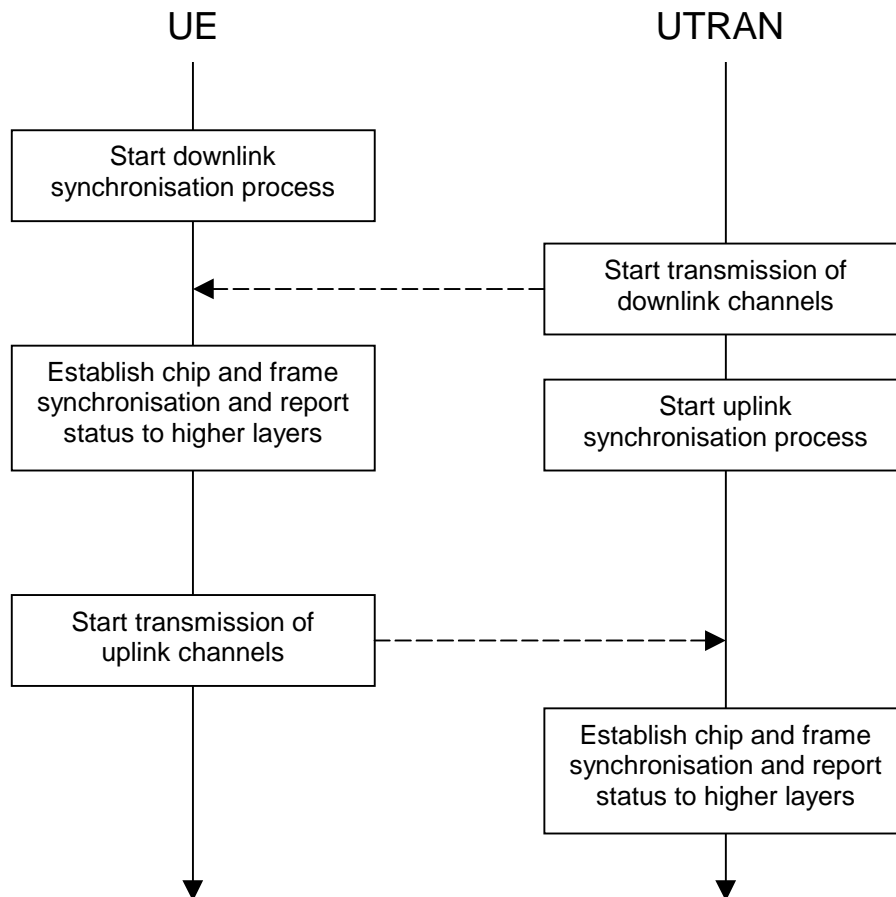 UE
UTRAN
Start downlink
synchronisation process
Start transmission of
downlink channels
Establish chip and frame
synchronisation and report
status to higher layers
Start uplink
synchronisation process
Start transmission of
uplink channels
Establish chip and frame
synchronisation and report
status to higher layers